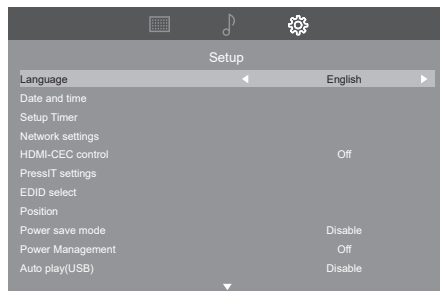 Setup
Language English
Date and time
Setup Timer
Network settings
HDMI-CEC control Off
PressIT settings
EDID select
Position
Power save mode Disable
Power Management Off
Auto play(USB) Disable